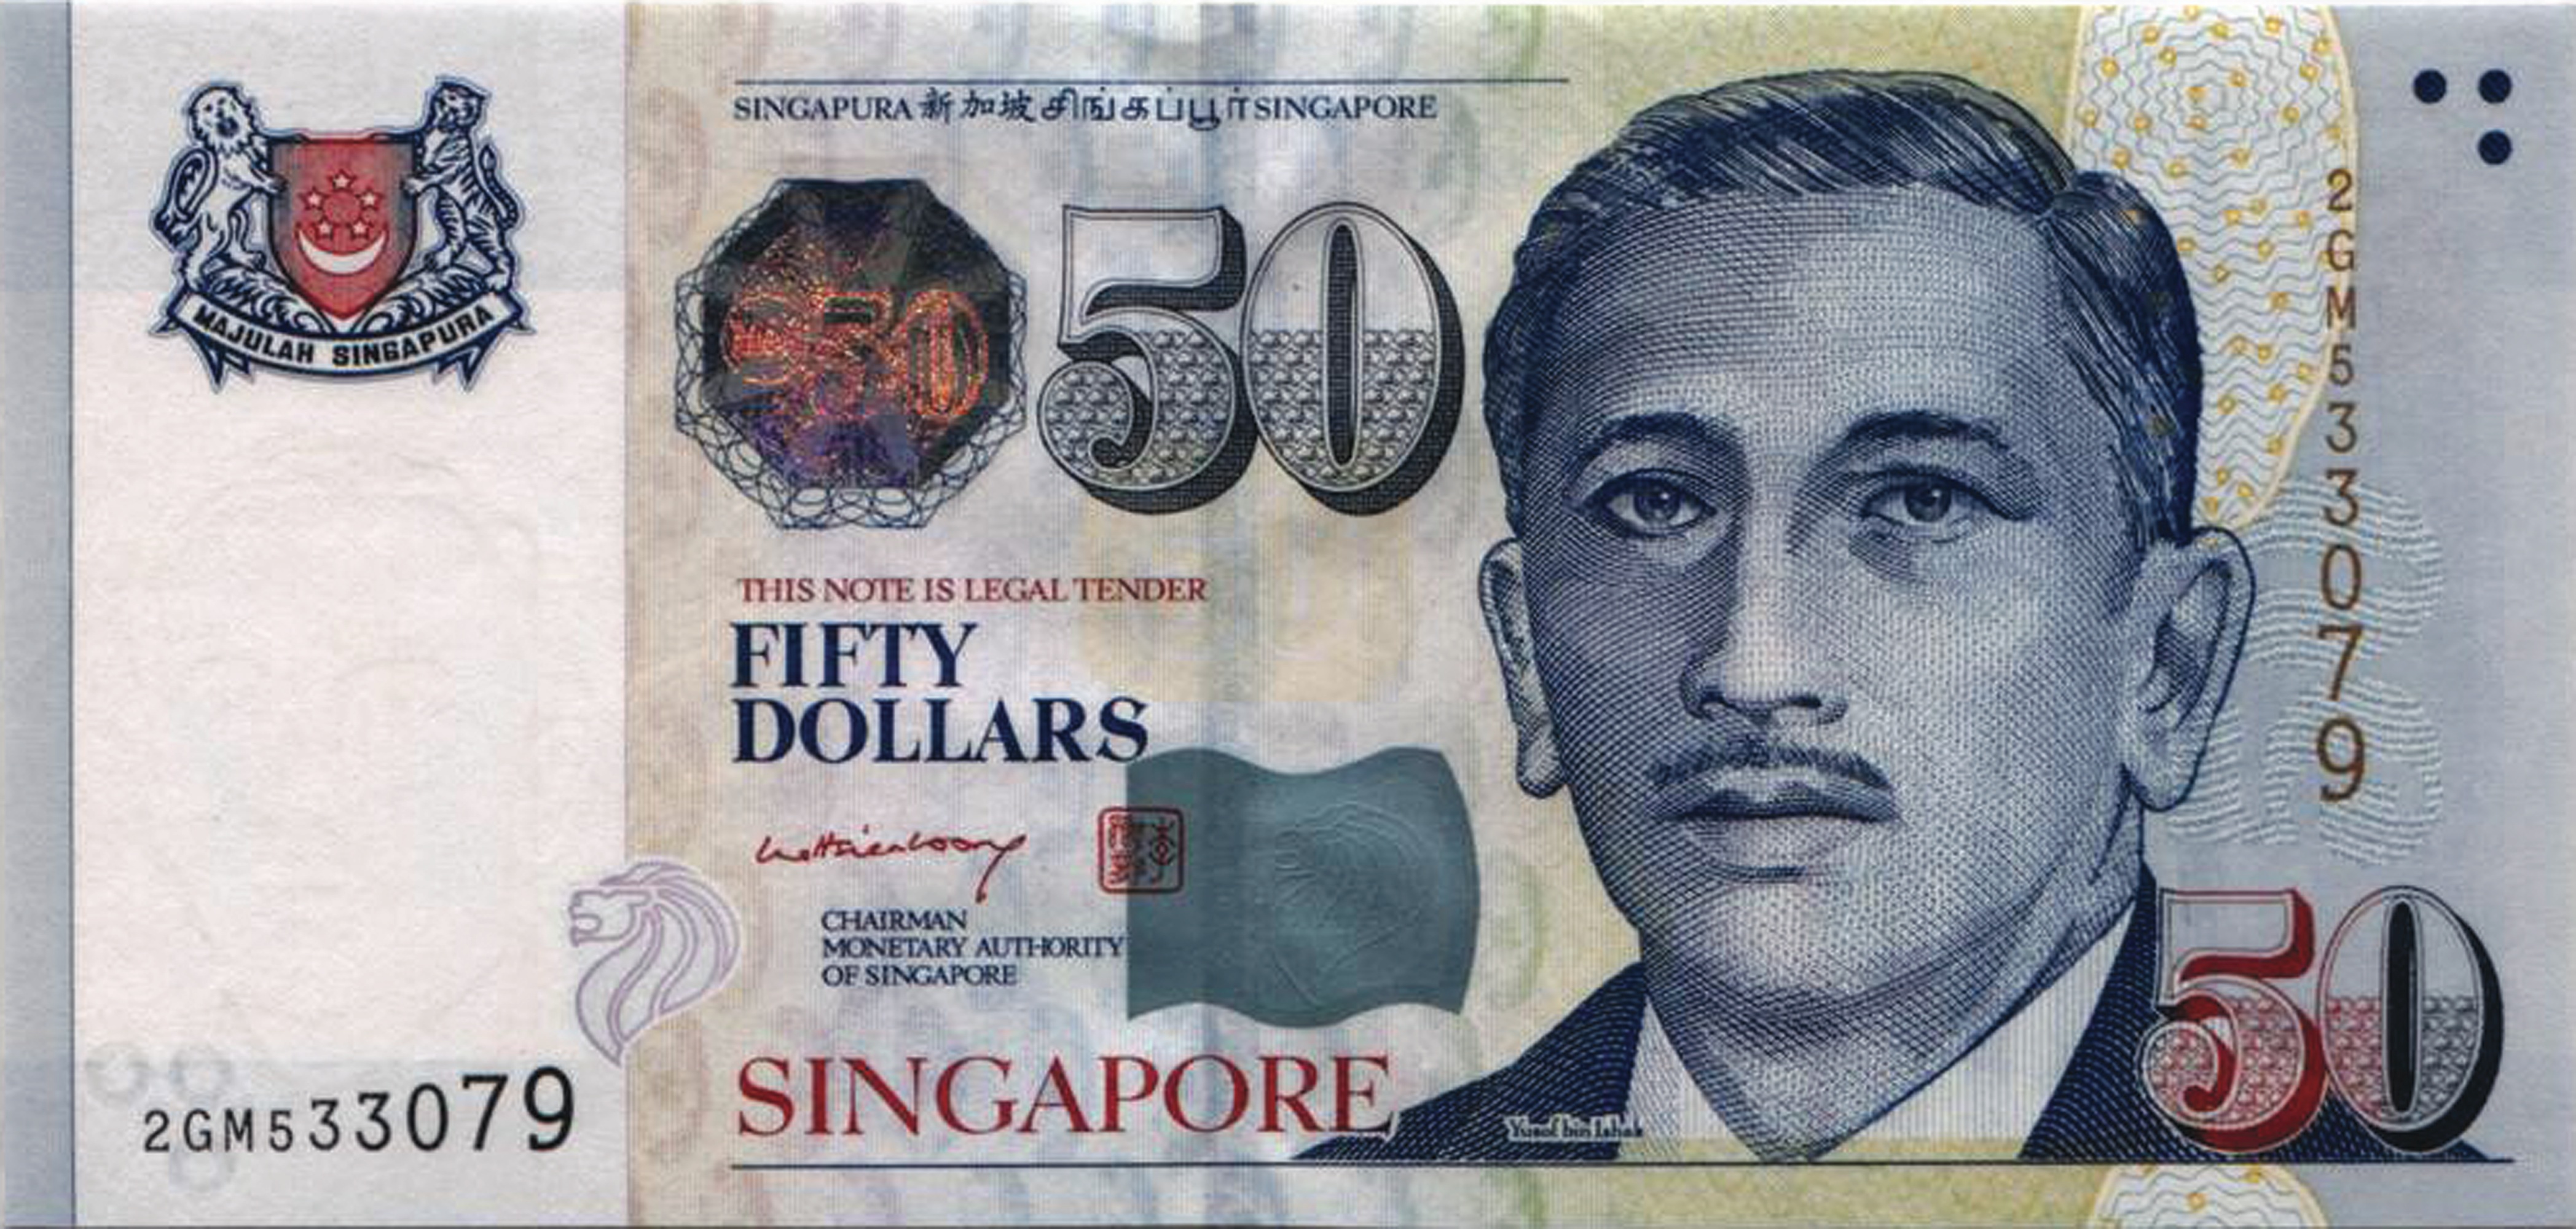 SINGAPURA 新加坡 சிங்கப்பூர் SINGAPORE
MAJULAH SINGAPURA
50
50
THIS NOTE IS LEGAL TENDER
FIFTY
DOLLARS
CHAIRMAN
MONETARY AUTHORITY
OF SINGAPORE
SINGAPORE
Yusof bin Ishak
2GM533079
2GM533079
50